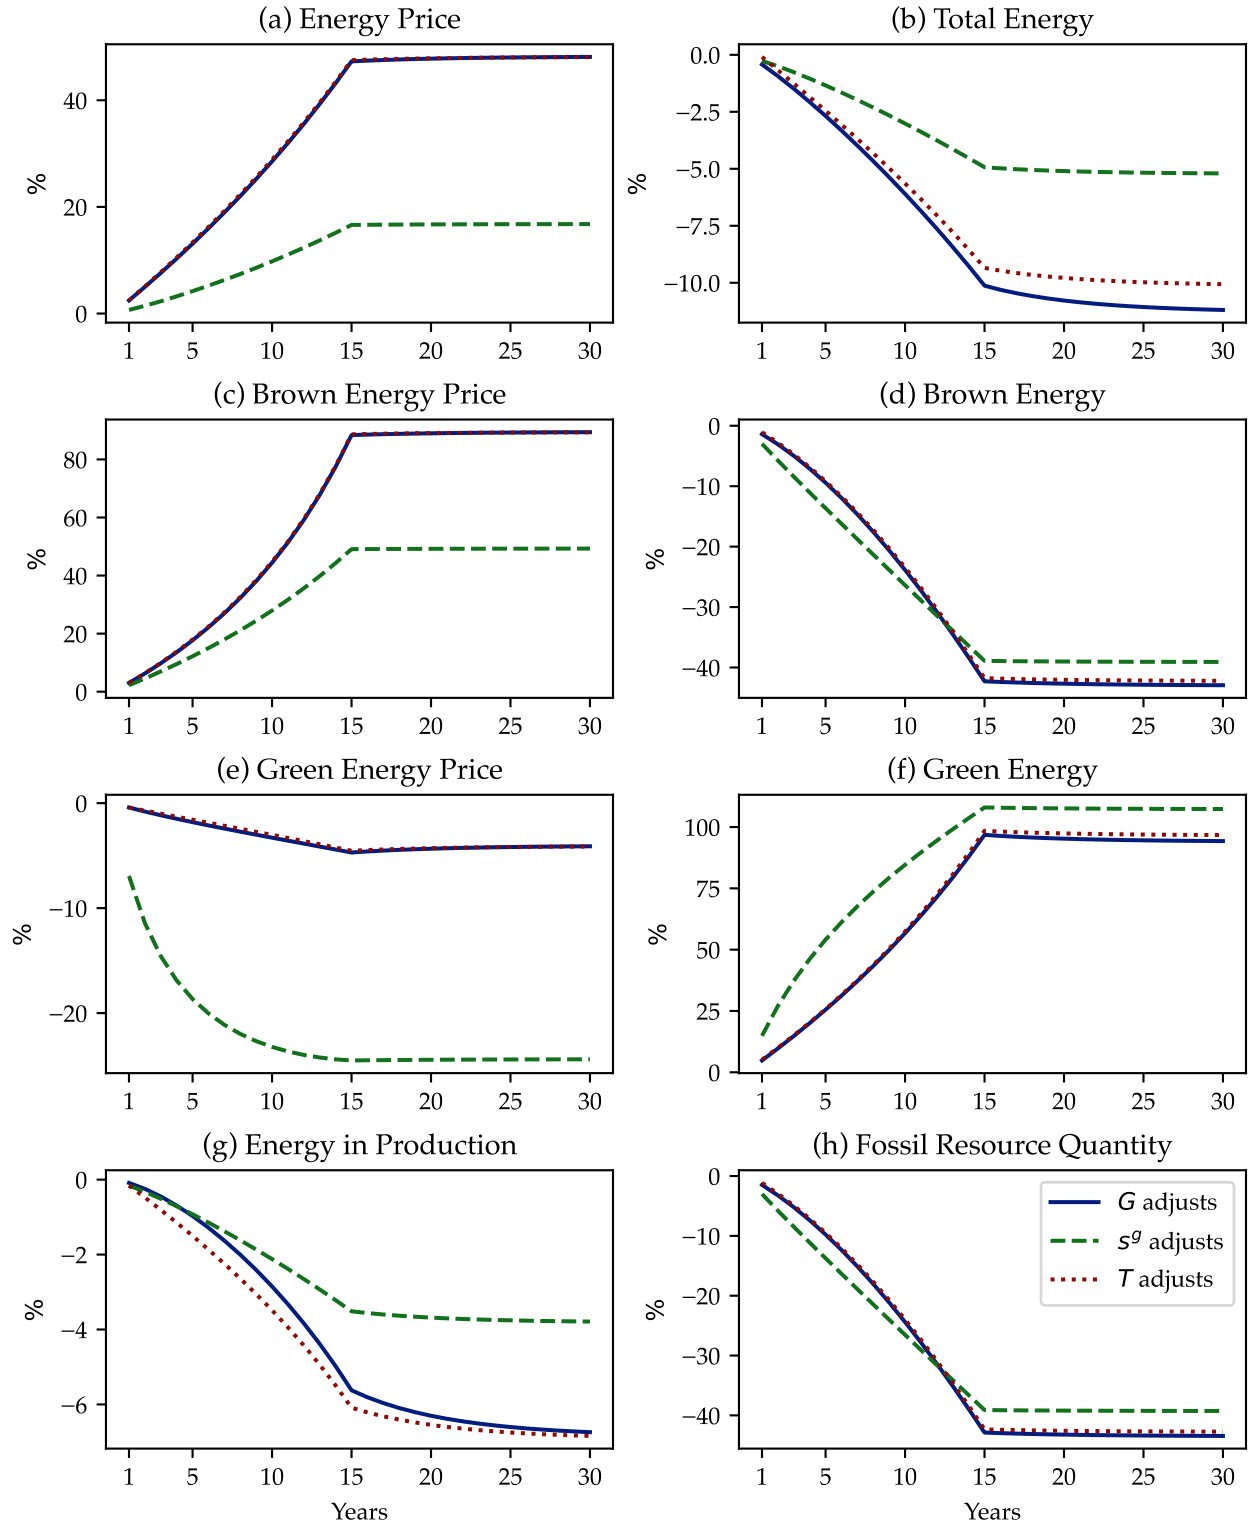 (a) Energy Price
(b) Total Energy
%
40
20
0
1 5 10 15 20 25 30
%
0.0
−2.5
−5.0
−7.5
−10.0
1 5 10 15 20 25 30
(c) Brown Energy Price
(d) Brown Energy
%
80
60
40
20
0
1 5 10 15 20 25 30
%
0
−10
−20
−30
−40
1 5 10 15 20 25 30
(e) Green Energy Price
(f) Green Energy
%
0
−10
−20
1 5 10 15 20 25 30
%
100
75
50
25
0
1 5 10 15 20 25 30
(g) Energy in Production
(h) Fossil Resource Quantity
%
0
−2
−4
−6
1 5 10 15 20 25 30
Years
%
0
−10
−20
−30
−40
G adjusts
s^g adjusts
T adjusts
1 5 10 15 20 25 30
Years